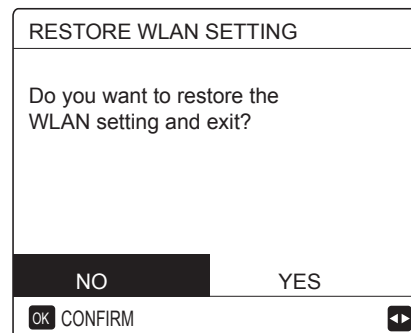 RESTORE WLAN SETTING
Do you want to restore the
WLAN setting and exit?
NO YES
OK CONFIRM